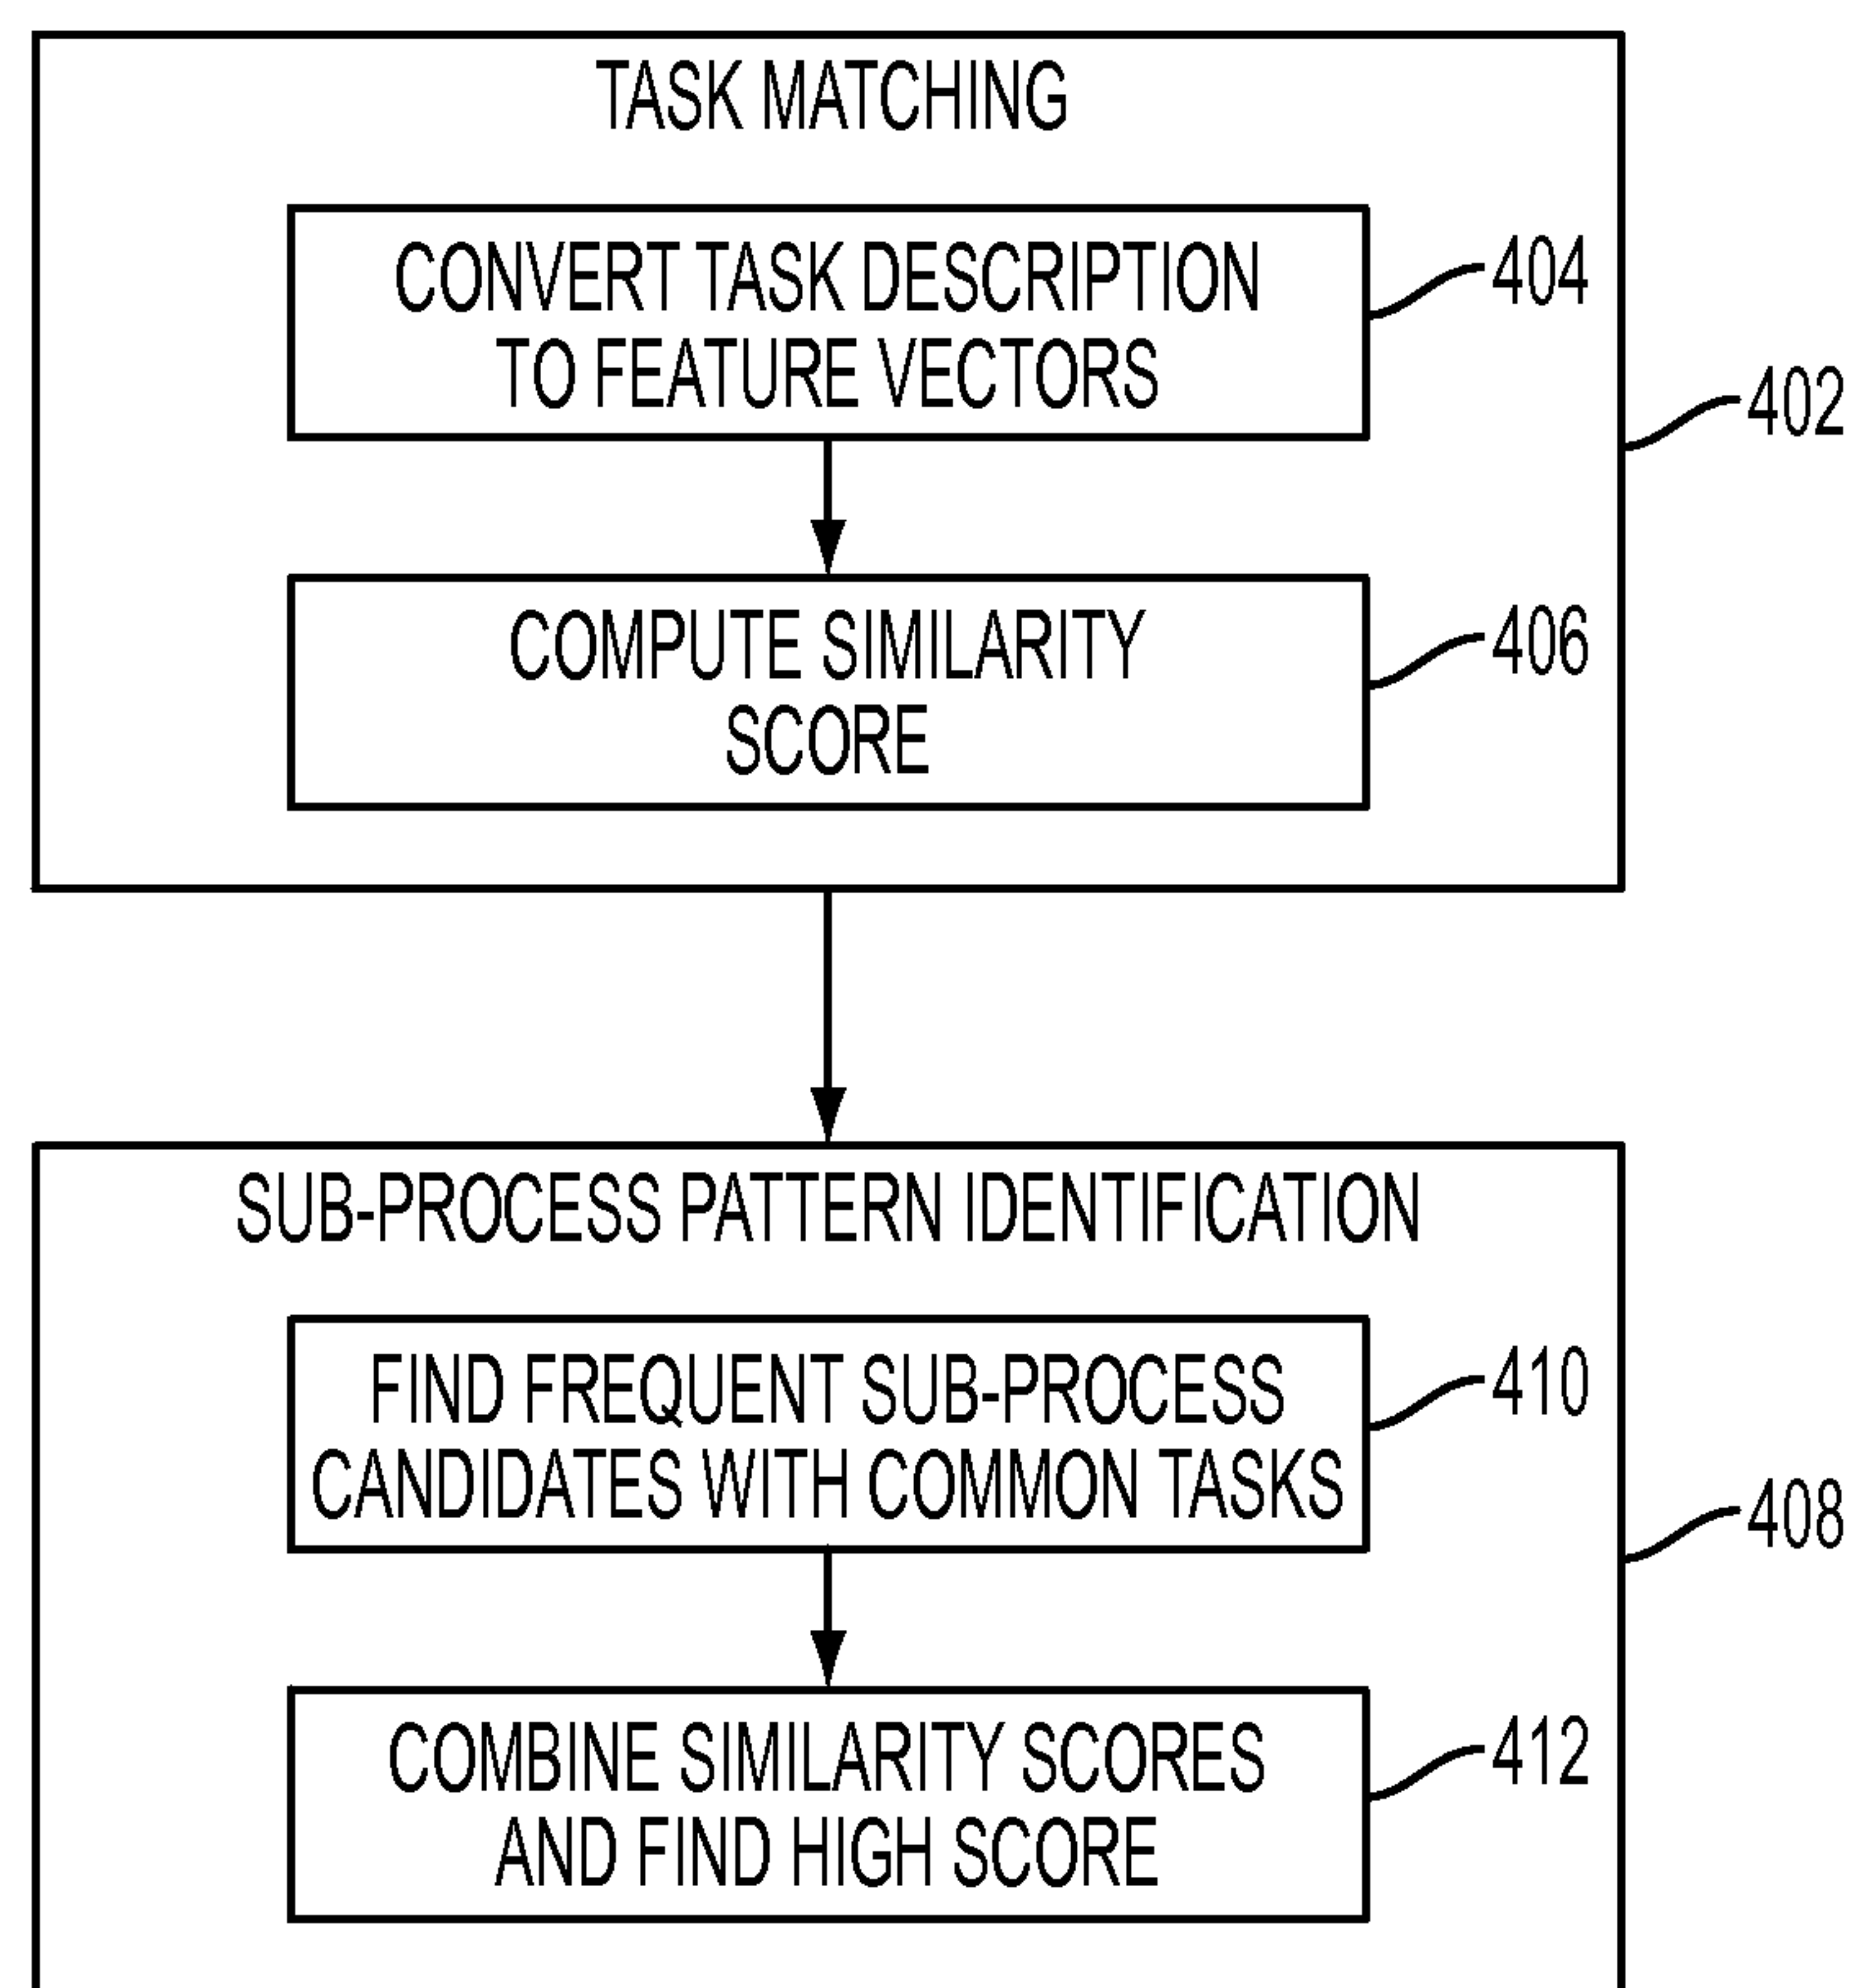 TASK MATCHING
CONVERT TASK DESCRIPTION
TO FEATURE VECTORS
404
402
COMPUTE SIMILARITY
SCORE
406
SUB-PROCESS PATTERN IDENTIFICATION
FIND FREQUENT SUB-PROCESS
CANDIDATES WITH COMMON TASKS
410
408
COMBINE SIMILARITY SCORES
AND FIND HIGH SCORE
412